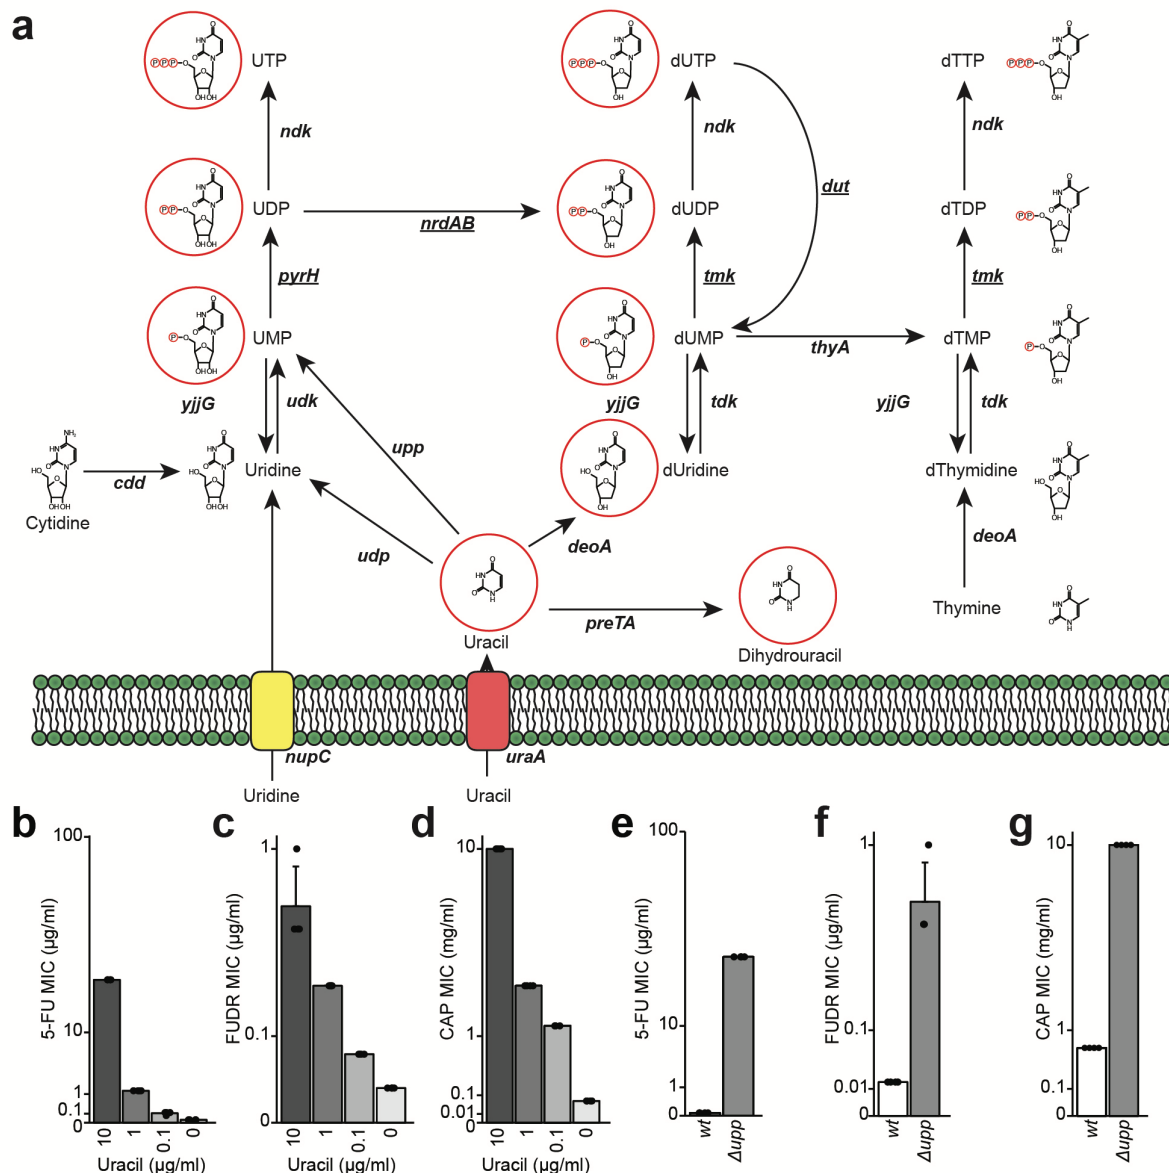 a
UTP
dUTP
dTTP
ndk
ndk
ndk
dut
UDP
nrdAB
dUDP
dTDP
pyrH
tmk
tmk
UMP
dUMP
thyA
dTMP
yjjG
udk
yjjG
tdk
yjjG
tdk
upp
cdd
Uridine
dUridine
dThymidine
Cytidine
udp
deoA
deoA
preTA
Thymine
Uracil
Dihydrouracil
nupC
uraA
Uridine
Uracil
b
5-FU MIC (µg/ml)
100
10
1
0.1
0
10
1
0.1
0
Uracil (µg/ml)
c
FUDR MIC (µg/ml)
1
0.1
0
10
1
0.1
0
Uracil (µg/ml)
d
CAP MIC (mg/ml)
10
1
0.1
0.01
0
10
1
0.1
0
Uracil (µg/ml)
e
5-FU MIC (µg/ml)
100
10
1
0
wt
Δupp
f
FUDR MIC (µg/ml)
1
0.1
0.01
0
wt
Δupp
g
CAP MIC (mg/ml)
10
1
0.1
0
wt
Δupp